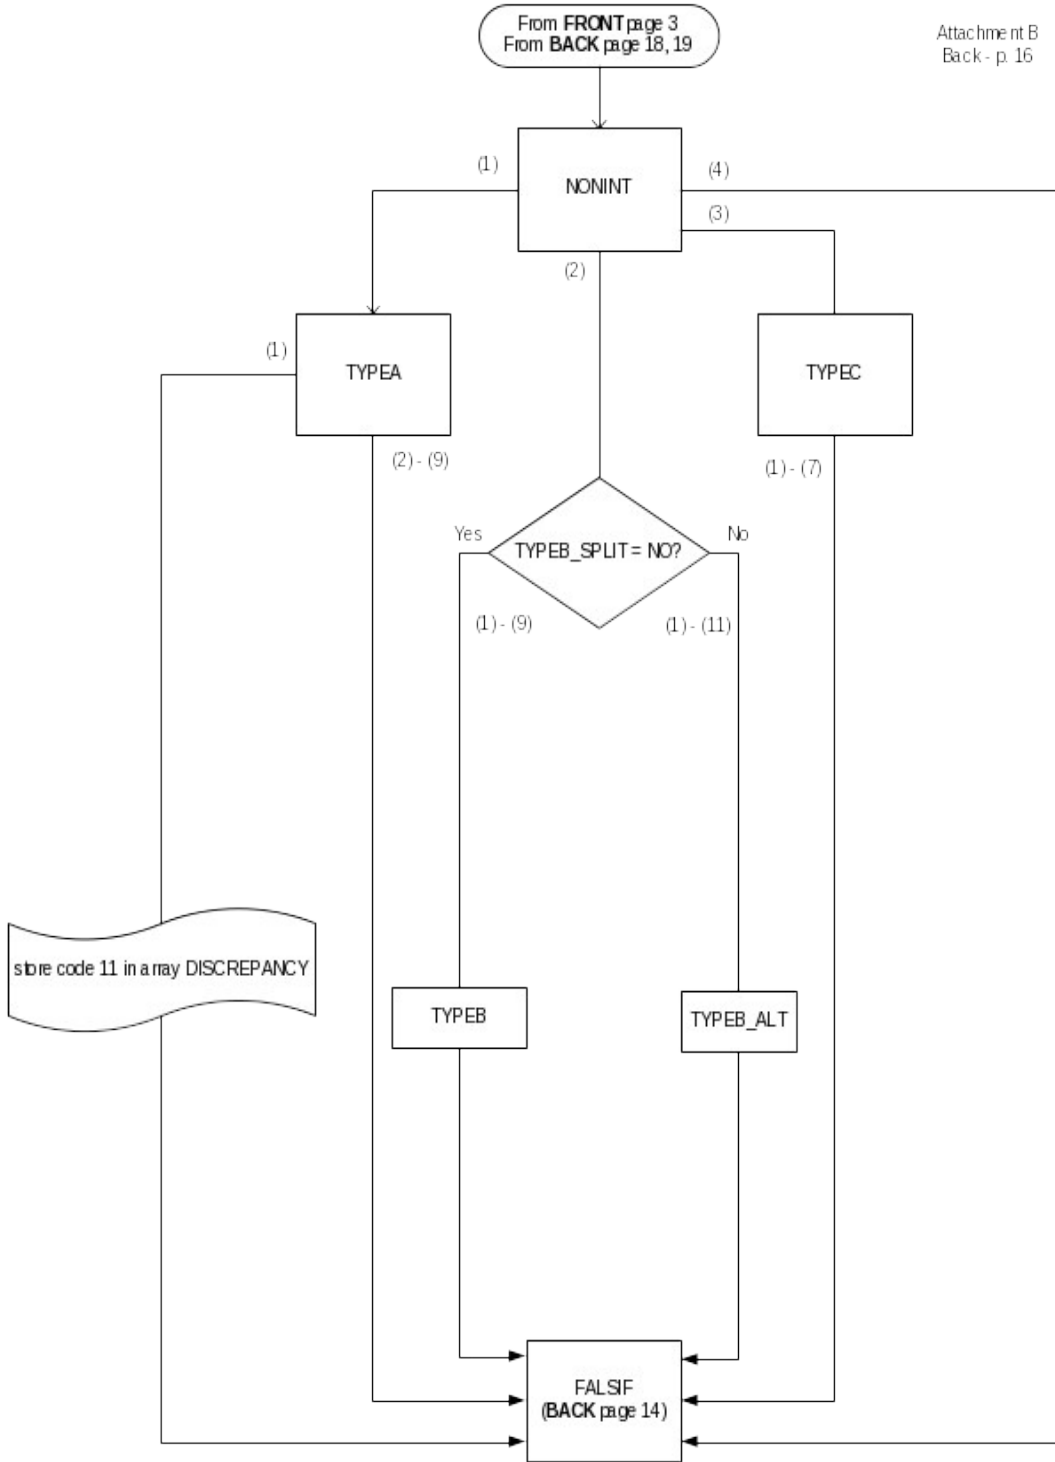 From FRONT page 3
From BACK page 18, 19
Attachment B
Back - p. 16
(1)
NONINT
(4)
(3)
(2)
(1)
TYPEA
TYPEC
(2) - (9)
(1) - (7)
Yes
TYPEB_SPLIT = NO?
No
(1) - (9)
(1) - (11)
store code 11 in array DISCREPANCY
TYPEB
TYPEB_ALT
FALSIF
(BACK page 14)